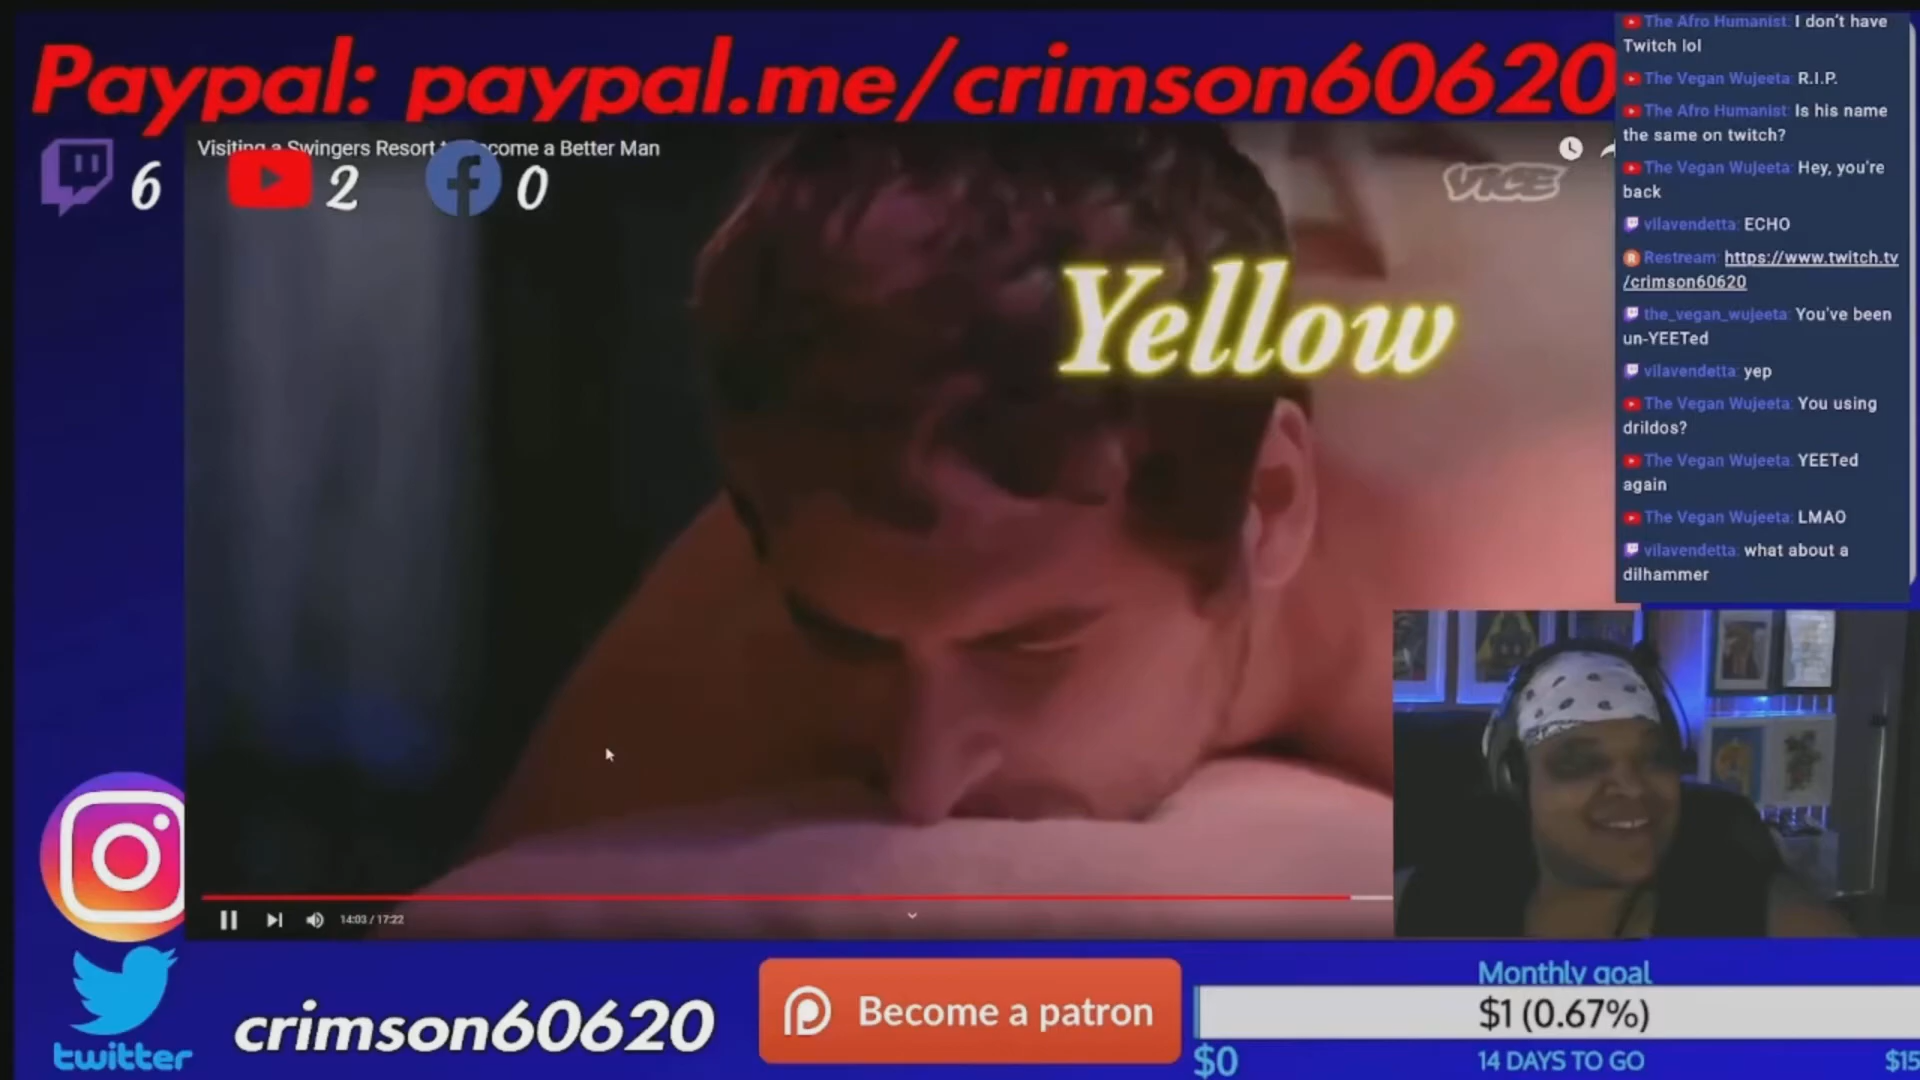 Paypal: paypal.me/crimson60620
Visiting a Swingers Resort ome a Better Man
6
2
0
VICE
Yellow
The Afro Humanist: I don't have
Twitch lol
The Vegan Wujeeta: R.I.P.
The Afro Humanist: Is his name
the same on twitch?
The Vegan Wujeeta: Hey, you're
back
vilavendetta: ECHO
Restream: https://www.twitch.tv
/crimson60620
the_vegan_wujeeta: You've been
un-YEETed
vilavendetta: yep
The Vegan Wujeeta: You using
drildos?
The Vegan Wujeeta: YEETed
again
The Vegan Wujeeta: LMAO
vilavendetta: what about a
dilhammer
14:03 / 17:22
twitter
crimson60620
Become a patron
Monthly goal
$1 (0.67%)
$0
14 DAYS TO GO
$15